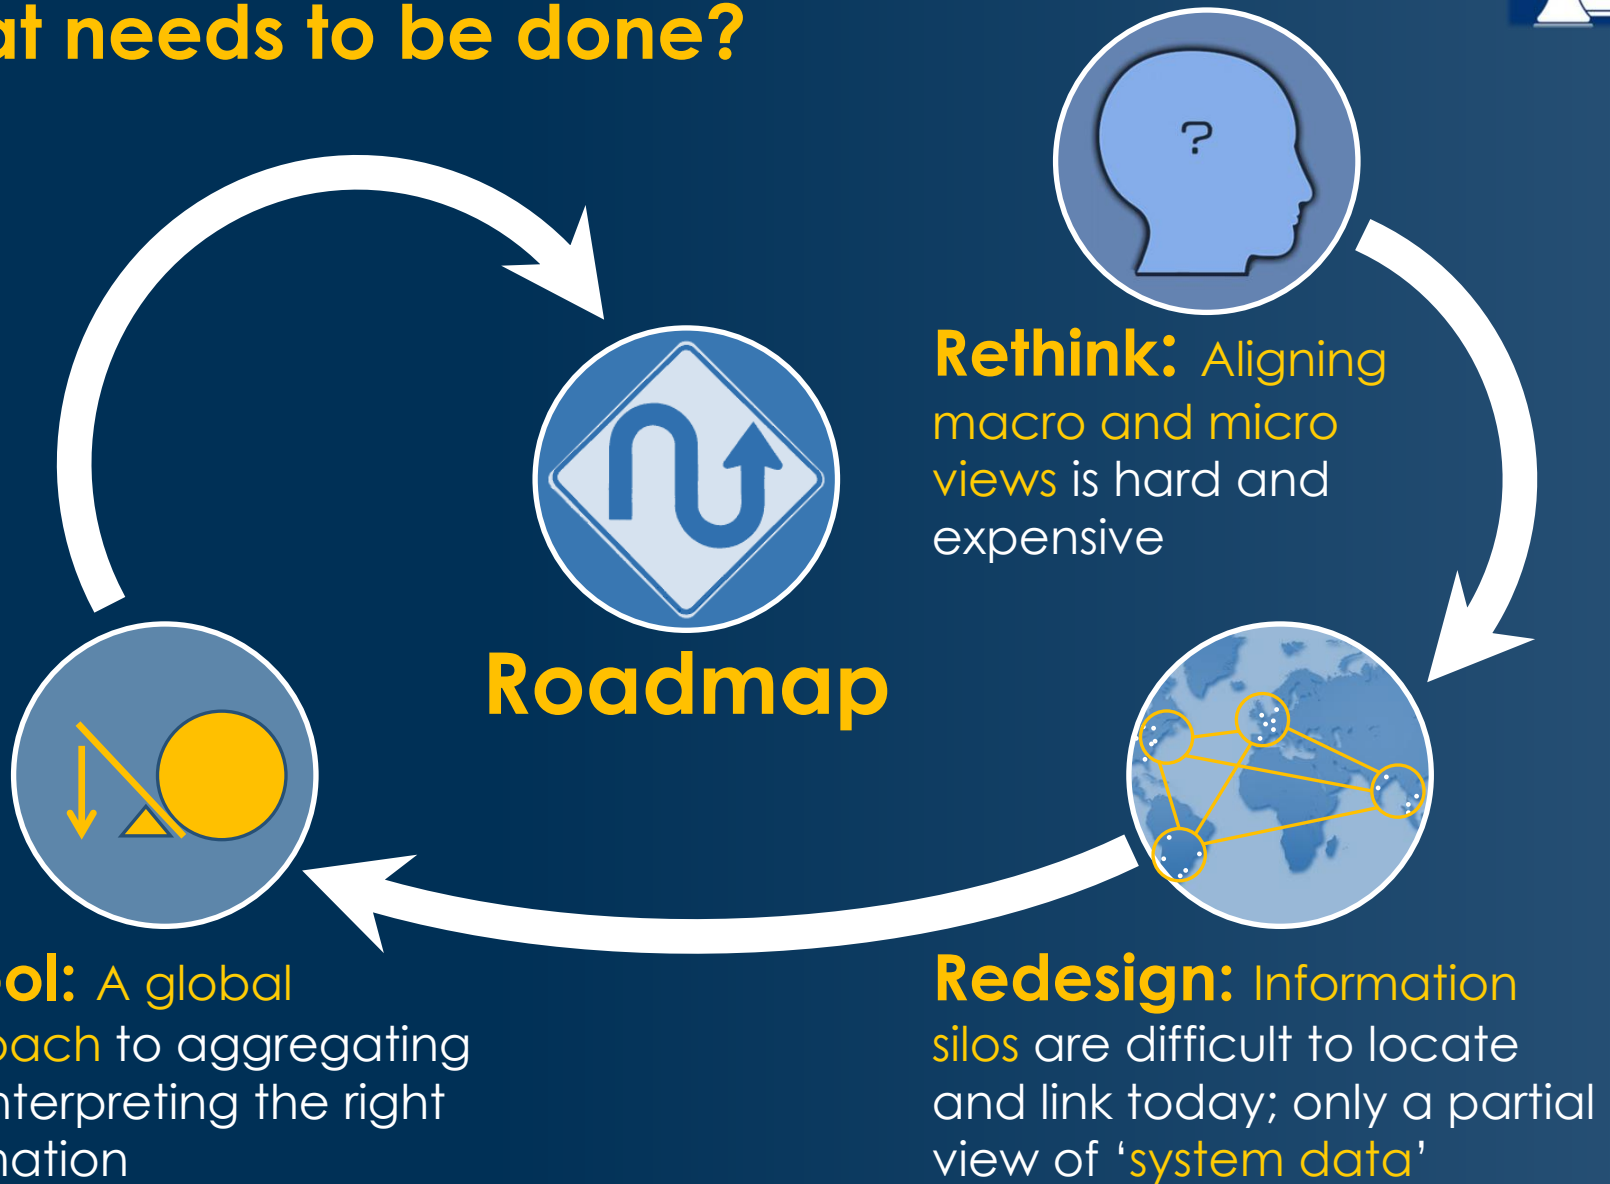 at needs to be done?
?
Rethink: Aligning
macro and micro
views is hard and
expensive
Roadmap
ol: A global
oach to aggregating
nterpreting the right
nation
Redesign: Information
silos are difficult to locate
and link today; only a partial
view of ‘system data’